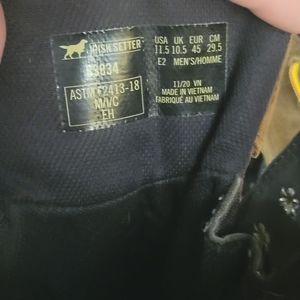 IRISH SETTER
83834
ASTM F2413-18
M/I/C
EH
USA UK EUR CM
11.5 10.5 45 29.5
E2 MEN'S/HOMME
11/20 VN
MADE IN VIETNAM
FABRIQUÉ AU VIETNAM